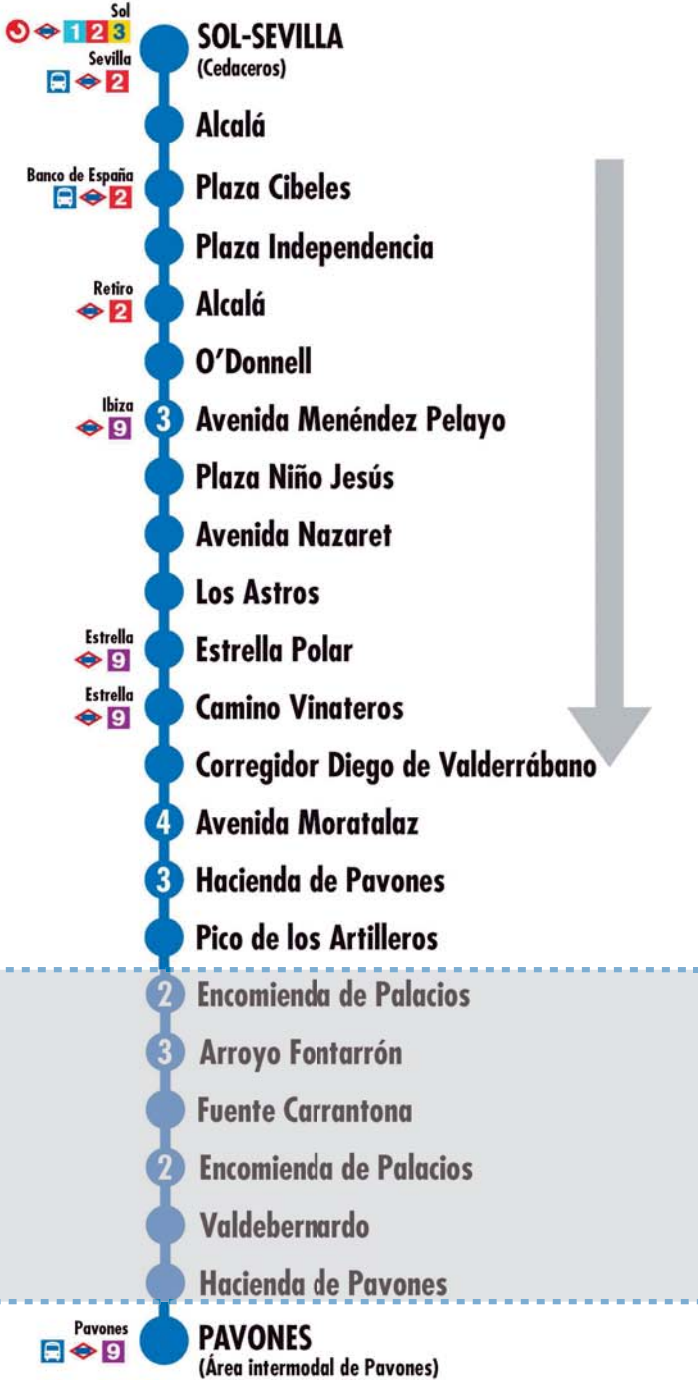 Sol
1 2 3
SOL-SEVILLA
Sevilla
(Cedaceros)
2
Alcalá
Banco de España
Plaza Cibeles
2
Plaza Independencia
Retiro
Alcalá
2
O'Donnell
Ibiza
3 Avenida Menéndez Pelayo
9
Plaza Niño Jesús
Avenida Nazaret
Los Astros
Estrella
Estrella Polar
9
Estrella
Camino Vinateros
9
Corregidor Diego de Valderrábano
4 Avenida Moratalaz
3 Hacienda de Pavones
Pico de los Artilleros
2 Encomienda de Palacios
3 Arroyo Fontarrón
Fuente Carrantona
2 Encomienda de Palacios
Valdebernardo
Hacienda de Pavones
Pavones
PAVONES
9
(Área intermodal de Pavones)